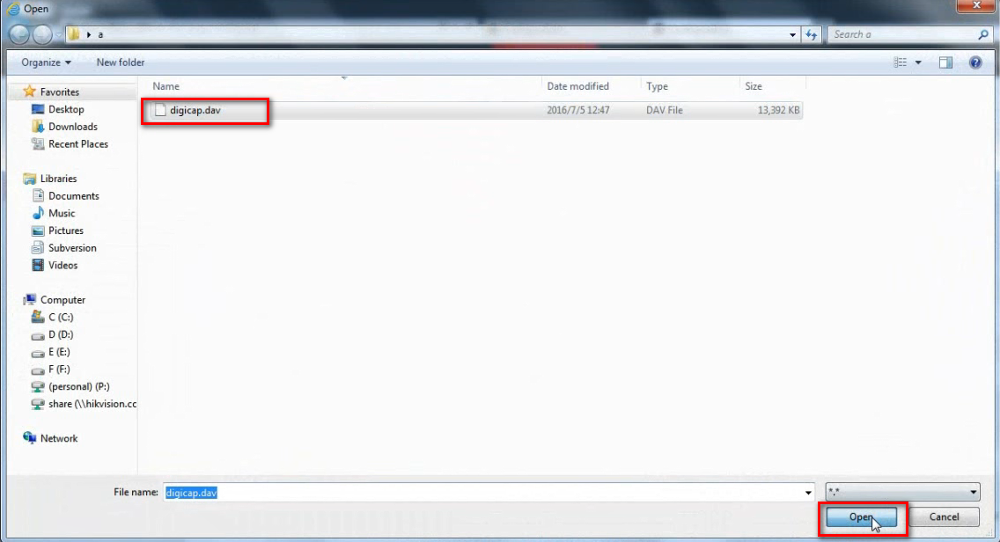 Open
a
Search a
Organize
New folder
Name
Date modified
Type
Size
digicap.dav
2016/7/5 12:47
DAV File
13,392 KB
Favorites
Desktop
Downloads
Recent Places
Libraries
Documents
Music
Pictures
Subversion
Videos
Computer
C (C:)
D (D:)
E (E:)
F (F:)
(personal) (P:)
share (\\hikvision.cc
Network
File name:
digicap.dav
*.*
Open
Cancel